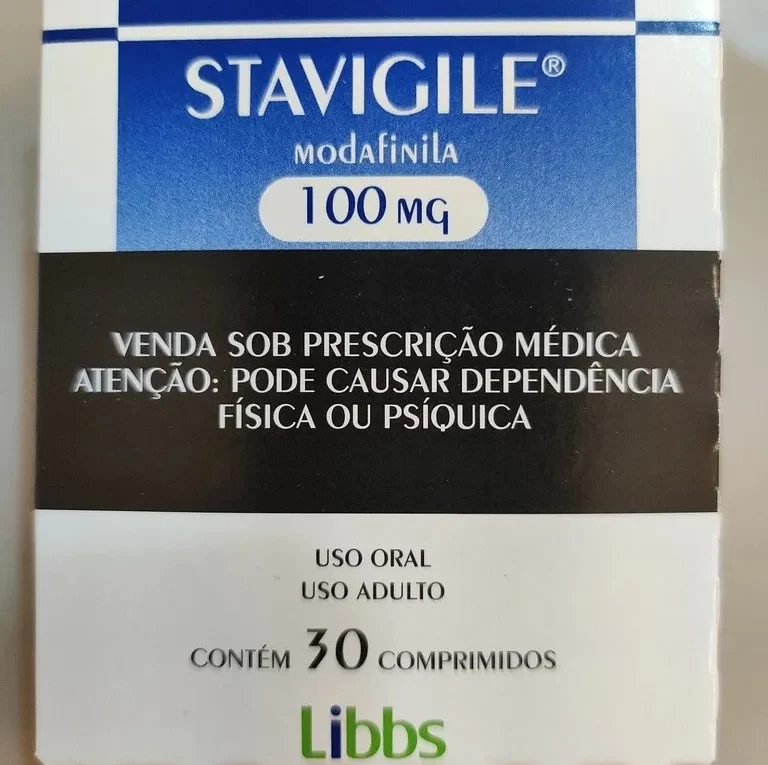 STAVIGILE®
MODAFINILA
100 MG
VENDA SOB PRESCRIÇÃO MÉDICA
ATENÇÃO: PODE CAUSAR DEPENDÊNCIA
FÍSICA OU PSÍQUICA
USO ORAL
USO ADULTO
CONTÉM 30 COMPRIMIDOS
Libbs